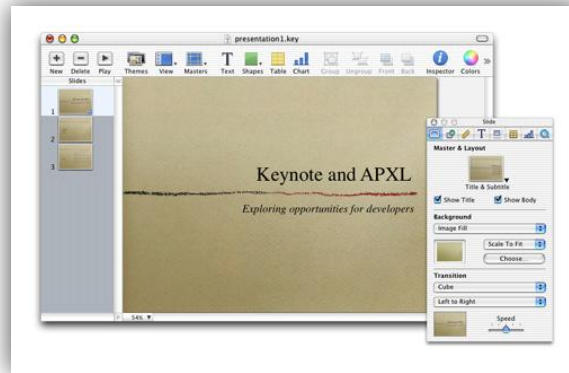 presentation1.key
New Delete Play Themes View Masters Text Shapes Table Chart Group Ungroup Front Back Inspector Colors
Slides
1
2
3
Keynote and APXL
Exploring opportunities for developers
54%
Slide
Master & Layout
Title & Subtitle
Show Title Show Body
Background
Image Fill
Scale To Fit
Choose...
Transition
Cube
Left to Right
Speed